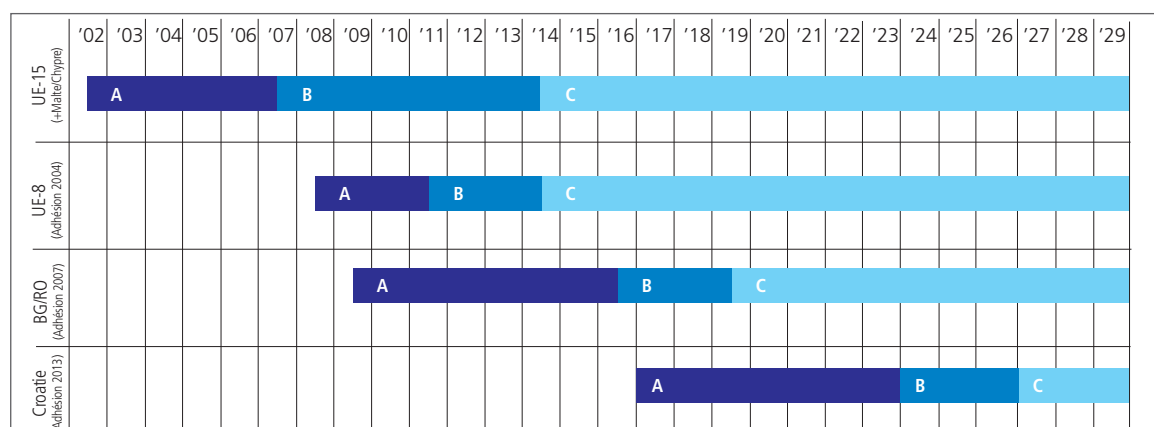 ’02 ’03 ’04 ’05 ’06 ’07 ’08 ’09 ’10 ’11 ’12 ’13 ’14 ’15 ’16 ’17 ’18 ’19 ’20 ’21 ’22 ’23 ’24 ’25 ’26 ’27 ’28 ’29
UE-15
(+Malte/Chypre)
A B C
UE-8
(Adhésion 2004)
A B C
BG/RO
(Adhésion 2007)
A B C
Croatie
(Adhésion 2013)
A B C